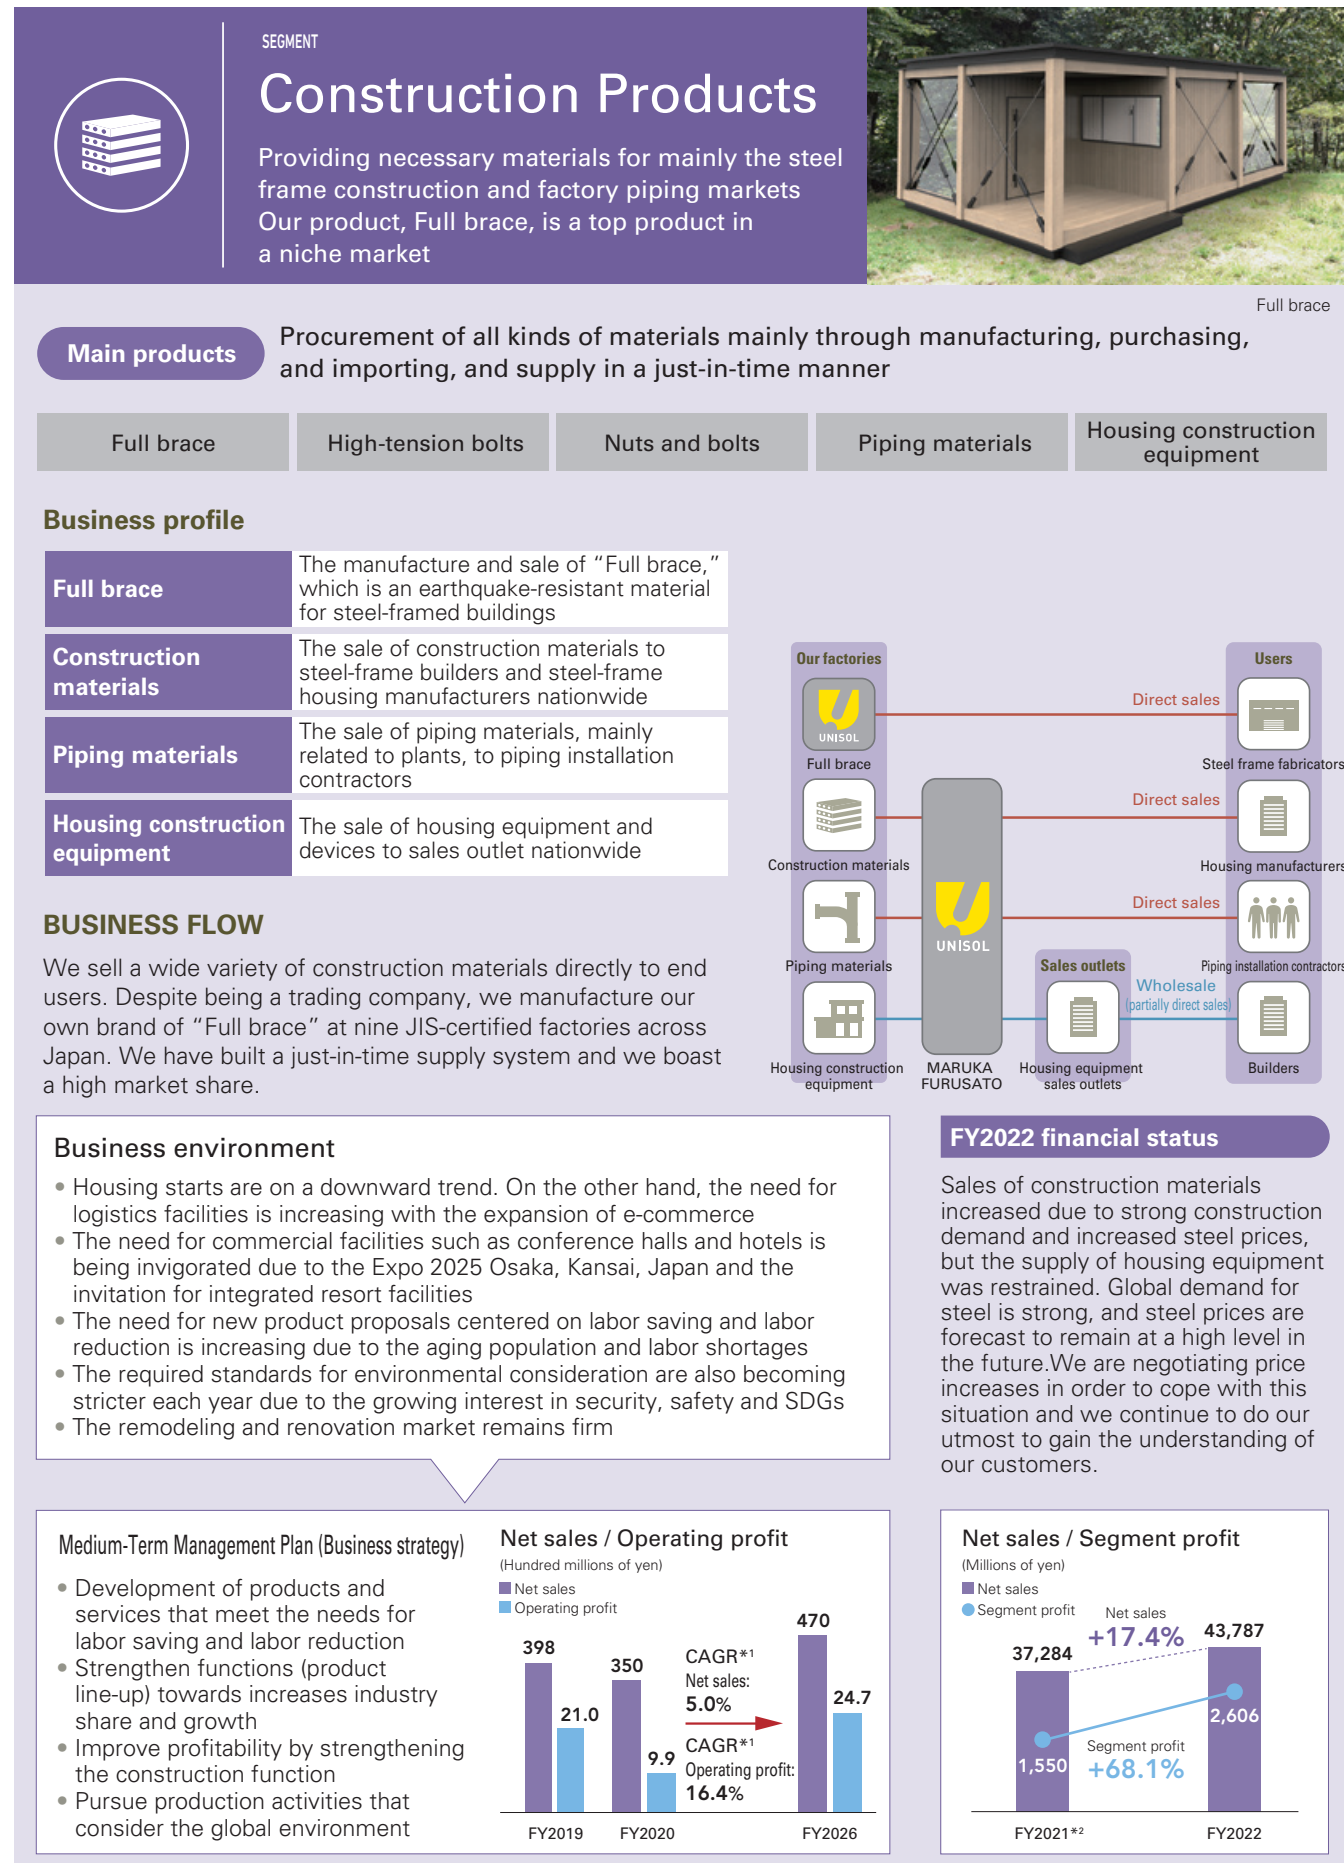 SEGMENT
Construction Products
Providing necessary materials for mainly the steel
frame construction and factory piping markets
Our product, Full brace, is a top product in
a niche market
Full brace
Main products
Procurement of all kinds of materials mainly through manufacturing, purchasing,
and importing, and supply in a just-in-time manner
Full brace
High-tension bolts
Nuts and bolts
Piping materials
Housing construction
equipment
Business profile
Full brace
The manufacture and sale of “Full brace,”
which is an earthquake-resistant material
for steel-framed buildings
Construction
materials
The sale of construction materials to
steel-frame builders and steel-frame
housing manufacturers nationwide
Piping materials
The sale of piping materials, mainly
related to plants, to piping installation
contractors
Housing construction
equipment
The sale of housing equipment and
devices to sales outlet nationwide
BUSINESS FLOW
We sell a wide variety of construction materials directly to end
users. Despite being a trading company, we manufacture our
own brand of “Full brace” at nine JIS-certified factories across
Japan. We have built a just-in-time supply system and we boast
a high market share.
Our factories
UNISOL
Full brace
Construction materials
Piping materials
Housing construction
equipment
UNISOL
MARUKA
FURUSATO
Sales outlets
Housing equipment
sales outlets
Direct sales
Direct sales
Direct sales
Wholesale
(partially direct sales)
Users
Steel frame fabricators
Housing manufacturers
Piping installation contractors
Builders
Business environment
• Housing starts are on a downward trend. On the other hand, the need for
logistics facilities is increasing with the expansion of e-commerce
• The need for commercial facilities such as conference halls and hotels is
being invigorated due to the Expo 2025 Osaka, Kansai, Japan and the
invitation for integrated resort facilities
• The need for new product proposals centered on labor saving and labor
reduction is increasing due to the aging population and labor shortages
• The required standards for environmental consideration are also becoming
stricter each year due to the growing interest in security, safety and SDGs
• The remodeling and renovation market remains firm
FY2022 financial status
Sales of construction materials
increased due to strong construction
demand and increased steel prices,
but the supply of housing equipment
was restrained. Global demand for
steel is strong, and steel prices are
forecast to remain at a high level in
the future.We are negotiating price
increases in order to cope with this
situation and we continue to do our
utmost to gain the understanding of
our customers.
Medium-Term Management Plan (Business strategy)
• Development of products and
services that meet the needs for
labor saving and labor reduction
• Strengthen functions (product
line-up) towards increases industry
share and growth
• Improve profitability by strengthening
the construction function
• Pursue production activities that
consider the global environment
Net sales / Operating profit
(Hundred millions of yen)
Net sales
Operating profit
398
21.0
350
9.9
CAGR*1
Net sales:
5.0%
CAGR*1
Operating profit:
16.4%
470
24.7
FY2019
FY2020
FY2026
Net sales / Segment profit
(Millions of yen)
Net sales
Segment profit
Net sales
+17.4%
37,284
43,787
1,550
2,606
Segment profit
+68.1%
FY2021*2
FY2022